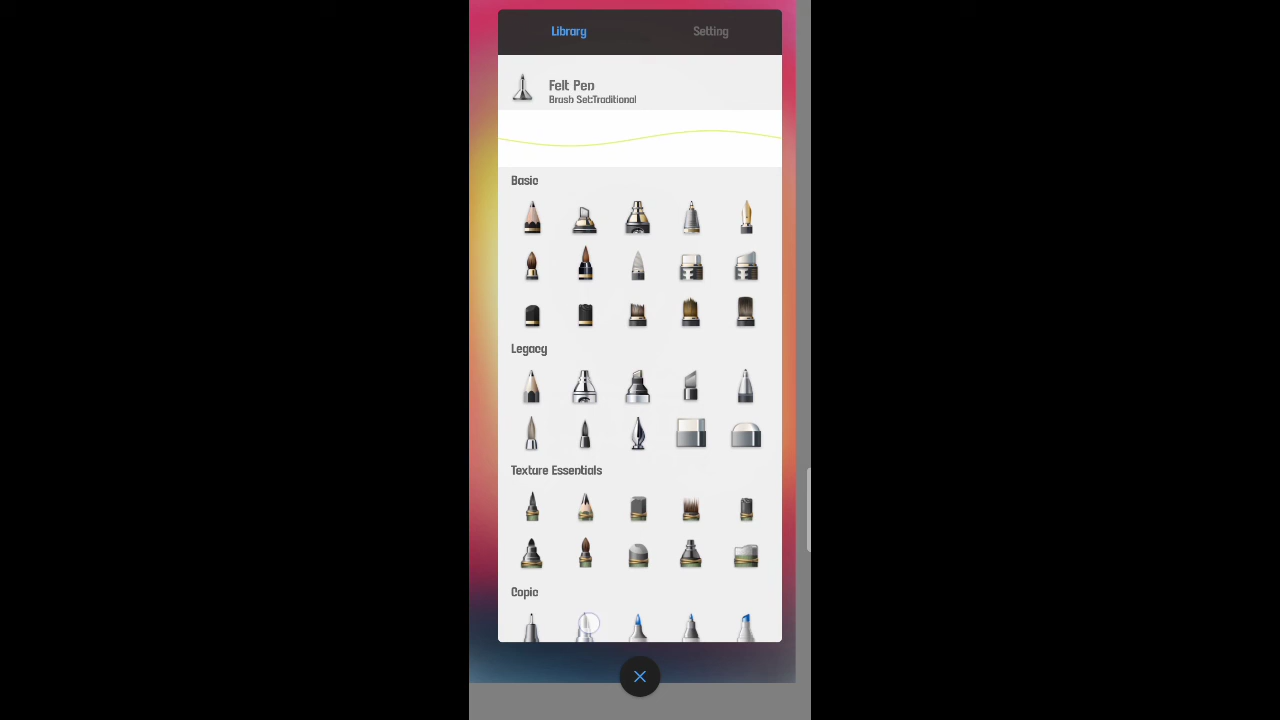 Library
Setting
Felt Pen
Brush Set:Traditional
Basic
Legacy
Texture Essentials
Copic